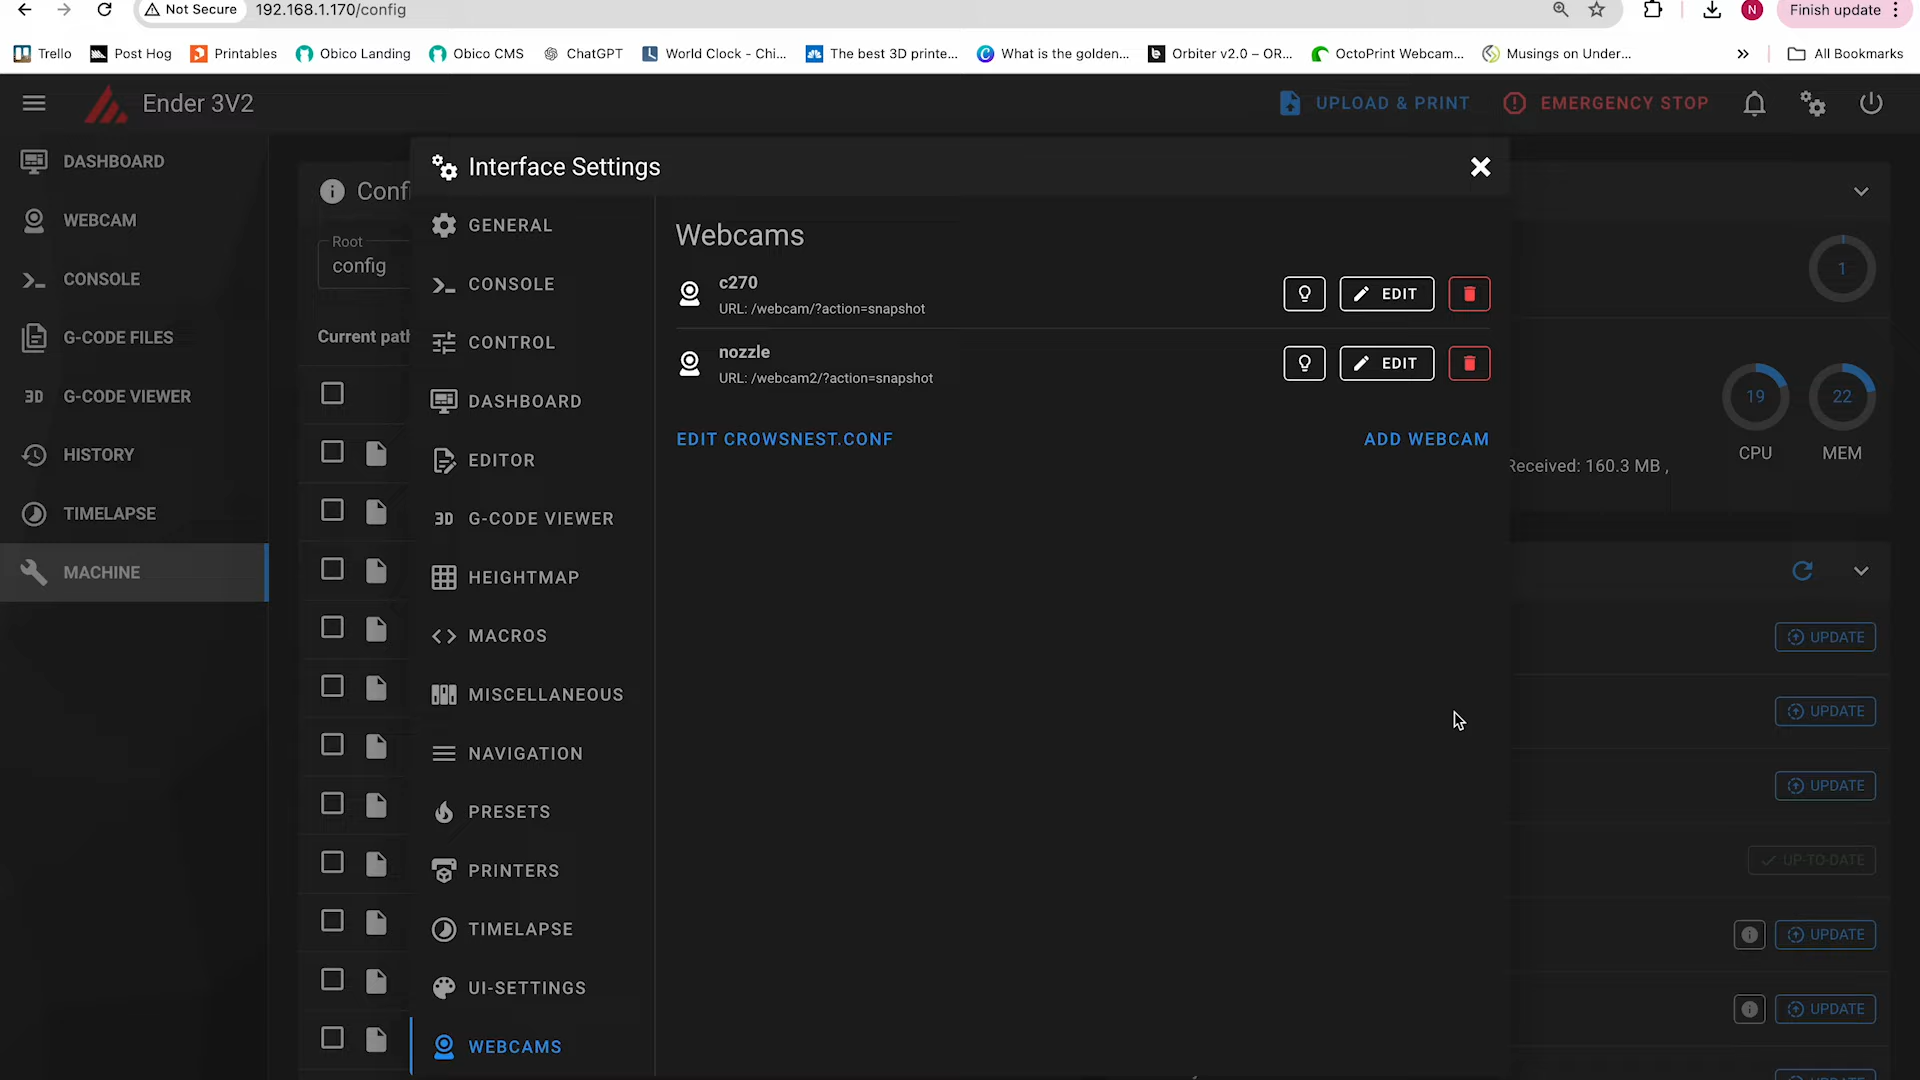 Not Secure
192.168.1.170/config
N
Finish update
Trello
Post Hog
Printables
Obico Landing
Obico CMS
ChatGPT
World Clock - Chi...
The best 3D printe...
What is the golden...
Orbiter v2.0 – OR...
OctoPrint Webcam...
Musings on Under...
»
All Bookmarks
Ender 3V2
UPLOAD & PRINT
EMERGENCY STOP
DASHBOARD
WEBCAM
CONSOLE
G-CODE FILES
3D G-CODE VIEWER
HISTORY
TIMELAPSE
MACHINE
Conf
Root
config
Current path
Interface Settings
GENERAL
CONSOLE
CONTROL
DASHBOARD
EDITOR
3D G-CODE VIEWER
HEIGHTMAP
MACROS
MISCELLANEOUS
NAVIGATION
PRESETS
PRINTERS
TIMELAPSE
UI-SETTINGS
WEBCAMS
Webcams
c270
URL: /webcam/?action=snapshot
EDIT
nozzle
URL: /webcam2/?action=snapshot
EDIT
EDIT CROWSNEST.CONF
ADD WEBCAM
1
19
22
CPU
MEM
Received: 160.3 MB ,
UPDATE
UPDATE
UPDATE
UP-TO-DATE
UPDATE
UPDATE